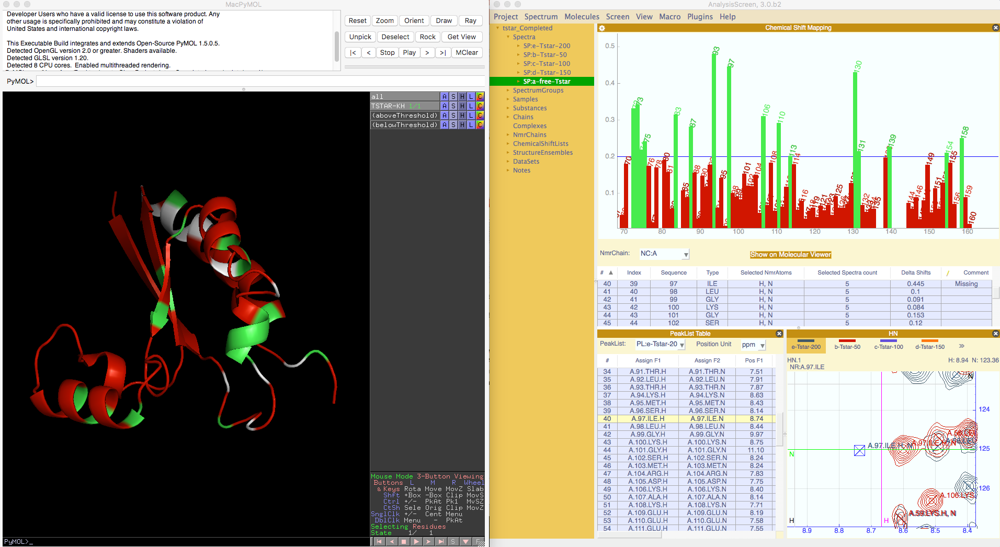 MacPyMOL
Developer Users who have a valid license to use this software product. Any
other usage is specifically prohibited and may constitute a violation of
United States and international copyright laws.
This Executable Build integrates and extends Open-Source PyMOL 1.5.0.5.
Detected OpenGL version 2.0 or greater. Shaders available.
Detected GLSL version 1.20.
Detected 8 CPU cores. Enabled multithreaded rendering.
Reset Zoom Orient Draw Ray
Unpick Deselect Rock Get View
|< < Stop Play > >| MClear
PyMOL>
all A S H L C
TSTAR-KH 1/1 A S H L C
(aboveThreshold) A S H L C
(belowThreshold) A S H L C
Mouse Mode 3-Button Viewing
Buttons L M R Wheel
& Keys Rota Move MovZ Slab
Shft +Box -Box Clip MovS
Ctrl +/- PkAt Pk1 MvSZ
CtSh Sele Orig Clip MovZ
SnglClk +/- Cent Menu
DblClk Menu - PkAt
Selecting Residues
State 1/ 1
PyMOL>_
S F
AnalysisScreen, 3.0.b2
Project Spectrum Molecules Screen View Macro Plugins Help
tstar_Completed
Spectra
SP:e-Tstar-200
SP:b-Tstar-50
SP:c-Tstar-100
SP:d-Tstar-150
SP:a-free-Tstar
SpectrumGroups
Samples
Substances
Chains
Complexes
NmrChains
ChemicalShiftLists
StructureEnsembles
DataSets
Notes
Chemical Shift Mapping
0.5
0.4
0.3
0.2
0.1
70 80 90 100 110 120 130 140 150 160
70 73 75 76 78 80 81 83 85 87 88 90 93 95 97 98 99 101 104 106 108 110 113 114 116 119 125 130 131 132 135 139 144 146 149 151 154 155 156 158 159 160
NmrChain: NC:A Show on Molecular Viewer
# Index Sequence Type Selected NmrAtoms Selected Spectra count Delta Shifts Comment
40 39 97 ILE H, N 5 0.445 Missing
41 40 98 LEU H, N 5 0.1
42 41 99 GLY H, N 5 0.091
43 42 100 LYS H, N 5 0.084
44 43 101 GLY H, N 5 0.153
45 44 102 SER H, N 5 0.12
PeakList Table
PeakList: PL:e-Tstar-20 Position Unit ppm
# Assign F1 Assign F2 Pos F1
34 A.91.THR.H A.91.THR.N 7.51
35 A.92.LEU.H A.92.LEU.N 7.91
36 A.93.THR.H A.93.THR.N 7.87
37 A.94.LYS.H A.94.LYS.N 8.63
38 A.95.MET.H A.95.MET.N 8.43
39 A.96.SER.H A.96.SER.N 8.14
40 A.97.ILE.H A.97.ILE.N 8.74
41 A.98.LEU.H A.98.LEU.N 8.44
42 A.99.GLY.H A.99.GLY.N 9.97
43 A.100.LYS.H A.100.LYS.N 8.75
44 A.101.GLY.H A.101.GLY.N 11.10
45 A.102.SER.H A.102.SER.N 8.24
46 A.103.MET.H A.103.MET.N 8.24
47 A.104.ARG.H A.104.ARG.N 7.83
48 A.105.ASP.H A.105.ASP.N 7.75
49 A.106.LYS.H A.106.LYS.N 8.40
50 A.107.ALA.H A.107.ALA.N 8.14
51 A.108.LYS.H A.108.LYS.N 7.71
52 A.109.GLU.H A.109.GLU.N 8.19
53 A.110.GLU.H A.110.GLU.N 7.58
54 A.111.GLU.H A.111.GLU.N 7.55
HN
e-Tstar-200 b-Tstar-50 c-Tstar-100 d-Tstar-150 »
HN.1 H: 8.94 N: 123.36
NR:A.97.ILE
N
124
A.97.ILE.H, N
125
N
126
A.106.LYS
A.59.LYS.H, N
H H
8.9 8.8 8.7 8.6 8.5 8.4